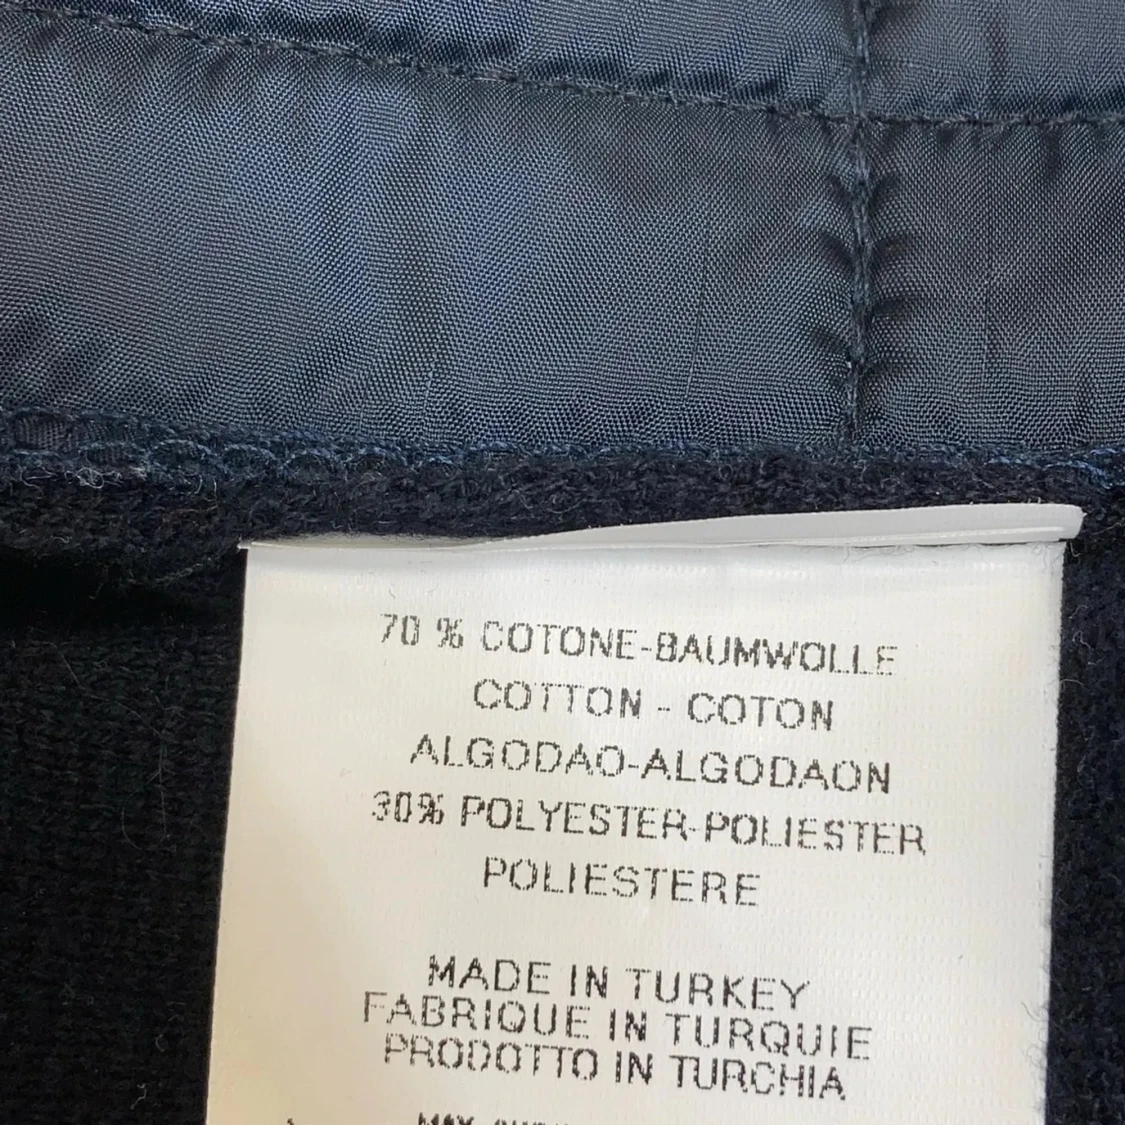 70 % COTONE-BAUMWOLLE
COTTON - COTON
ALGODAO-ALGODAON
30% POLYESTER-POLIESTER
POLIESTERE
MADE IN TURKEY
FABRIQUE IN TURQUIE
PRODOTTO IN TURCHIA